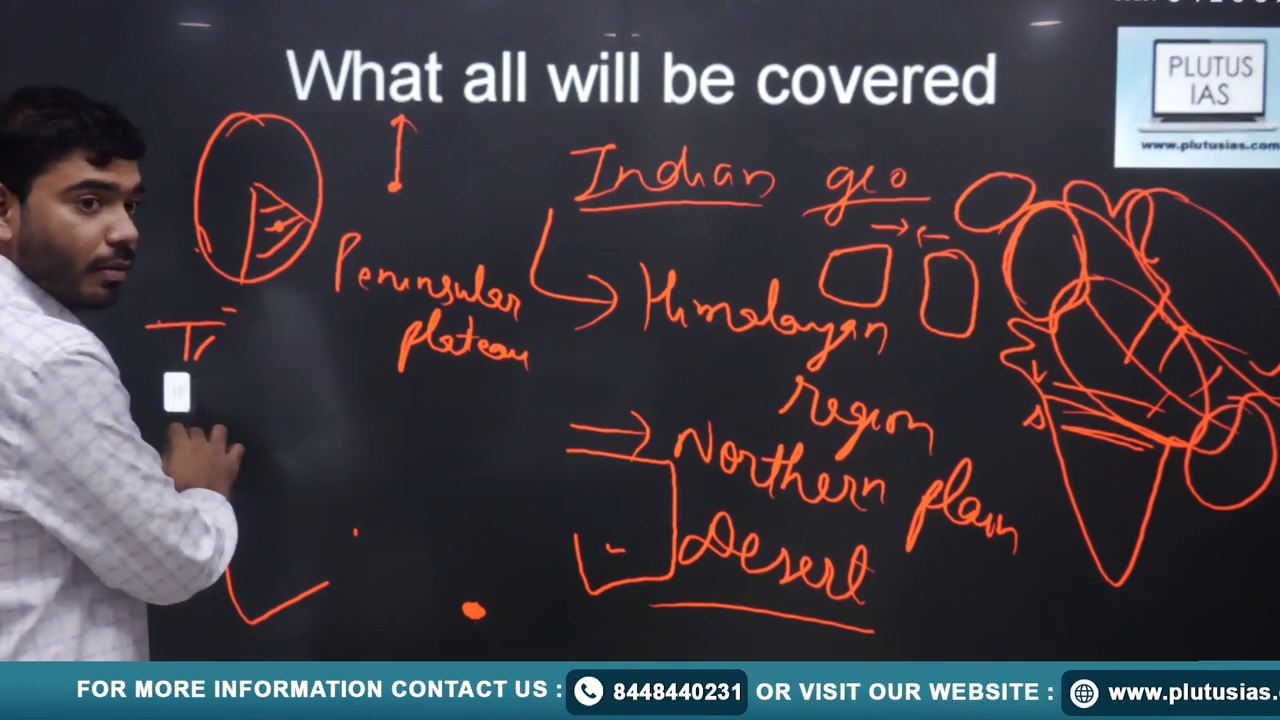 What all will be covered
PLUTUS
IAS
www.plutusias.com
Indian geo
Peninsular
plateau
Himalayan
region
Northern plain
Desert
FOR MORE INFORMATION CONTACT US : 8448440231 OR VISIT OUR WEBSITE : www.plutusias.